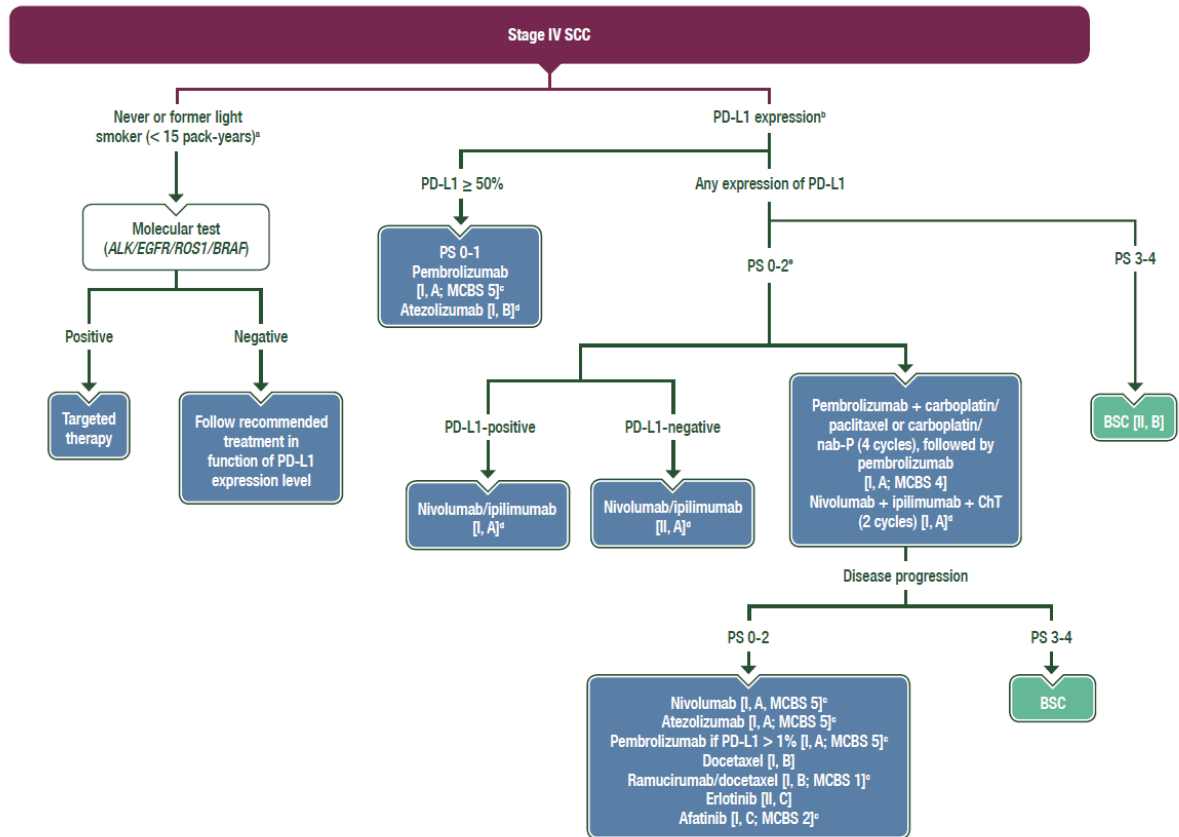 Stage IV SCC
Never or former light
smoker (< 15 pack-years)ᵃ
PD-L1 expressionᵇ
PD-L1 ≥ 50%
Any expression of PD-L1
Molecular test
(ALK/EGFR/ROS1/BRAF)
PS 0-1
Pembrolizumab
[I, A; MCBS 5]ᶜ
Atezolizumab [I, B]ᵈ
PS 0-2ᵉ
PS 3-4
Positive
Negative
Targeted
therapy
Follow recommended
treatment in
function of PD-L1
expression level
PD-L1-positive
PD-L1-negative
Pembrolizumab + carboplatin/
paclitaxel or carboplatin/
nab-P (4 cycles), followed by
pembrolizumab
[I, A; MCBS 4]
Nivolumab + ipilimumab + ChT
(2 cycles) [I, A]ᵈ
BSC [II, B]
Nivolumab/ipilimumab
[I, A]ᵈ
Nivolumab/ipilimumab
[II, A]ᵈ
Disease progression
PS 0-2
PS 3-4
Nivolumab [I, A, MCBS 5]ᶜ
Atezolizumab [I, A; MCBS 5]ᶜ
Pembrolizumab if PD-L1 > 1% [I, A; MCBS 5]ᶜ
Docetaxel [I, B]
Ramucirumab/docetaxel [I, B; MCBS 1]ᶜ
Erlotinib [II, C]
Afatinib [I, C; MCBS 2]ᶜ
BSC